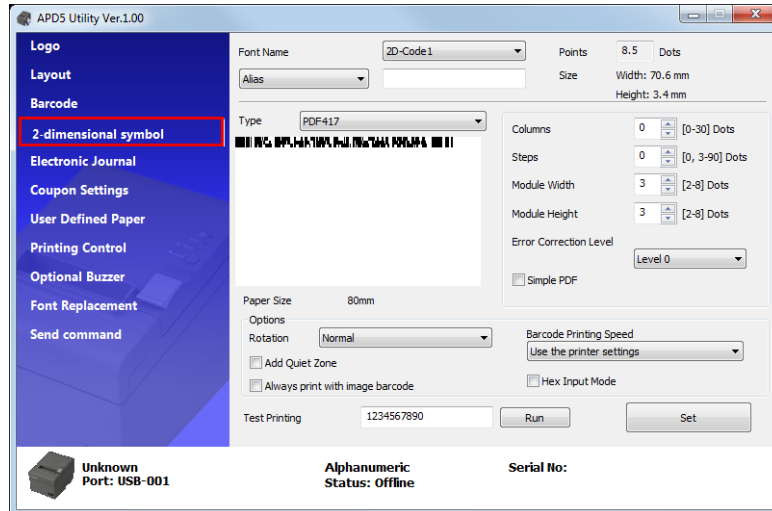 APD5 Utility Ver.1.00
Logo
Layout
Barcode
2-dimensional symbol
Electronic Journal
Coupon Settings
User Defined Paper
Printing Control
Optional Buzzer
Font Replacement
Send command
Font Name 2D-Code1 Points 8.5 Dots
Alias Size Width: 70.6 mm
Height: 3.4 mm
Type PDF417
Columns 0 [0-30] Dots
Steps 0 [0, 3-90] Dots
Module Width 3 [2-8] Dots
Module Height 3 [2-8] Dots
Error Correction Level
Level 0
Simple PDF
Paper Size 80mm
Options
Rotation Normal
Barcode Printing Speed
Use the printer settings
Add Quiet Zone
Always print with image barcode
Hex Input Mode
Test Printing 1234567890 Run Set
Unknown
Port: USB-001
Alphanumeric
Status: Offline
Serial No: